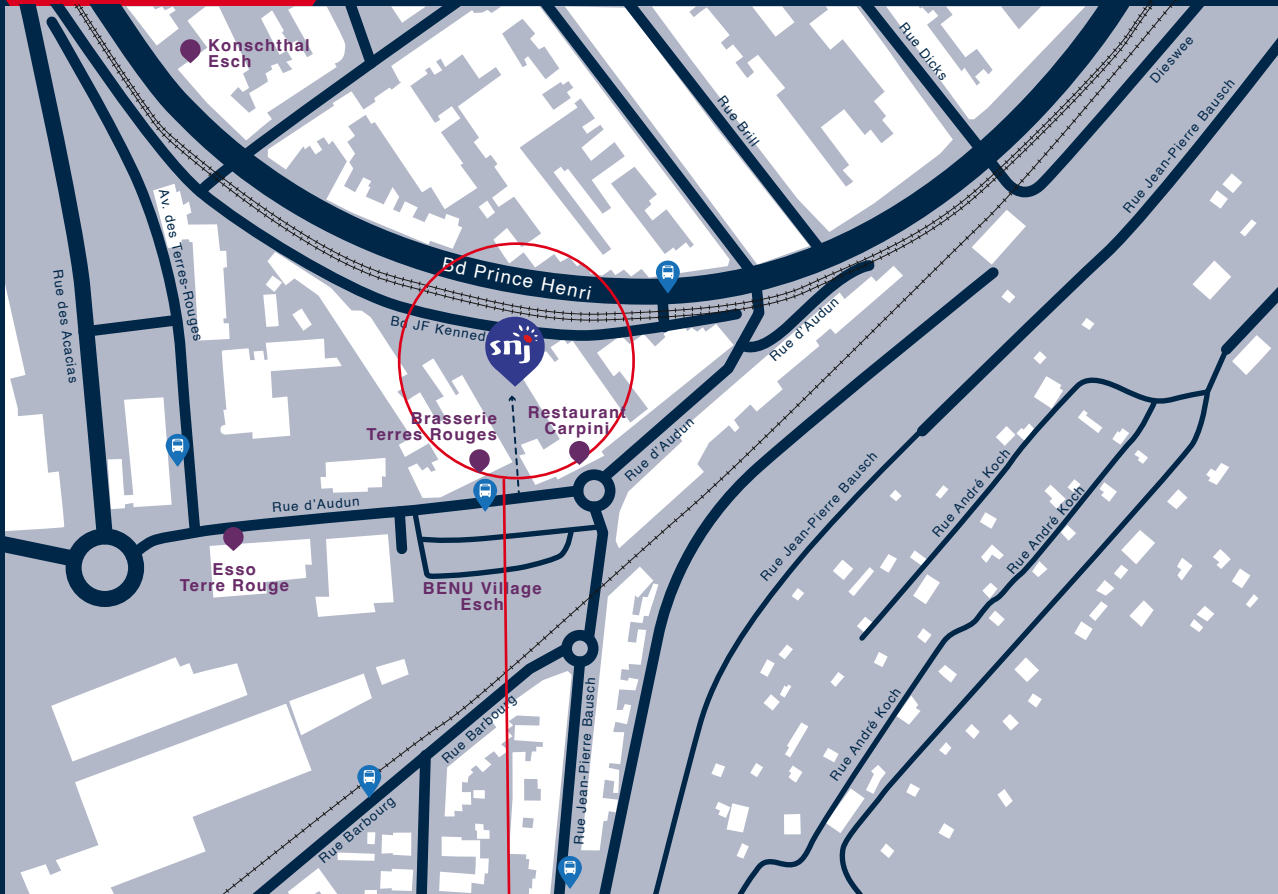 Konschthal
Esch
Rue Dicks
Dieswee
Rue Brill
Rue Jean-Pierre Bausch
Av. des Terres-Rouges
Rue des Acacias
Bd Prince Henri
Bd JF Kenned
snj
Rue d'Audun
Brasserie
Terres Rouges
Restaurant
Carpini
Rue d'Audun
Rue d'Audun
Rue Jean-Pierre Bausch
Rue André Koch
Rue André Koch
Esso
Terre Rouge
BENU Village
Esch
Rue Barbourg
Rue Jean-Pierre Bausch
Rue André Koch
Rue Barbourg